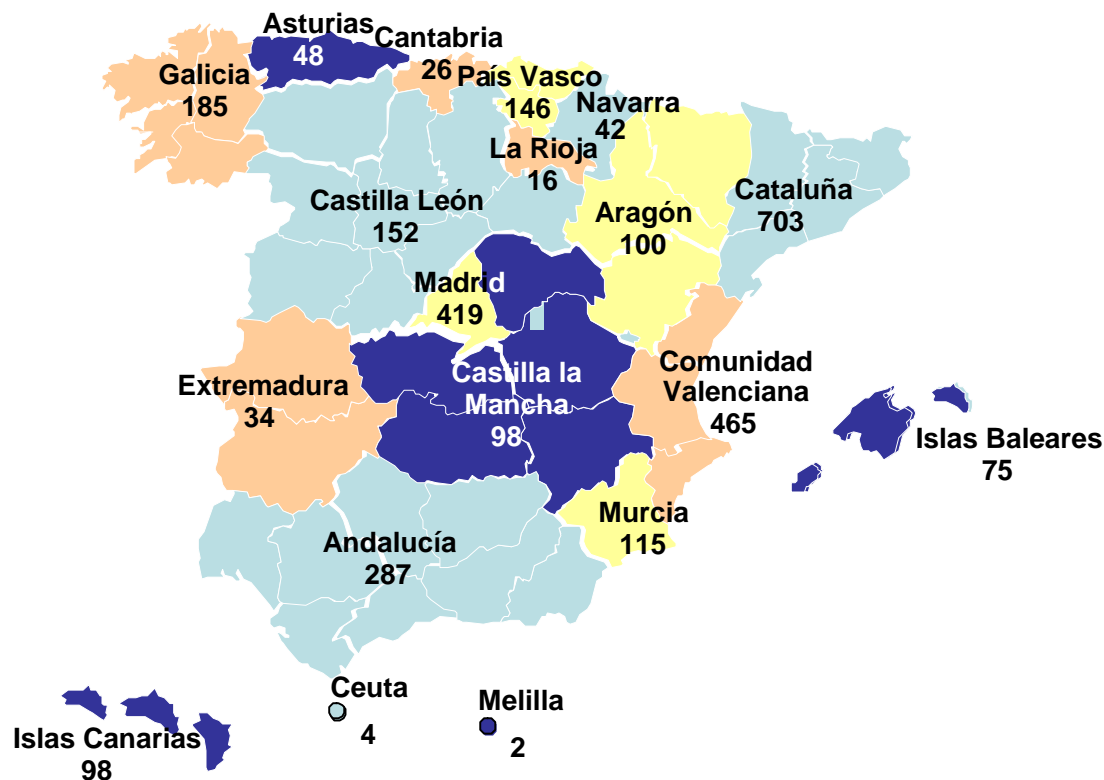 Asturias
48
Cantabria
26
Galicia
185
País Vasco
146
Navarra
42
La Rioja
16
Castilla León
152
Aragón
100
Cataluña
703
Madrid
419
Extremadura
34
Castilla la
Mancha
98
Comunidad
Valenciana
465
Islas Baleares
75
Murcia
115
Andalucía
287
Ceuta
4
Melilla
2
Islas Canarias
98